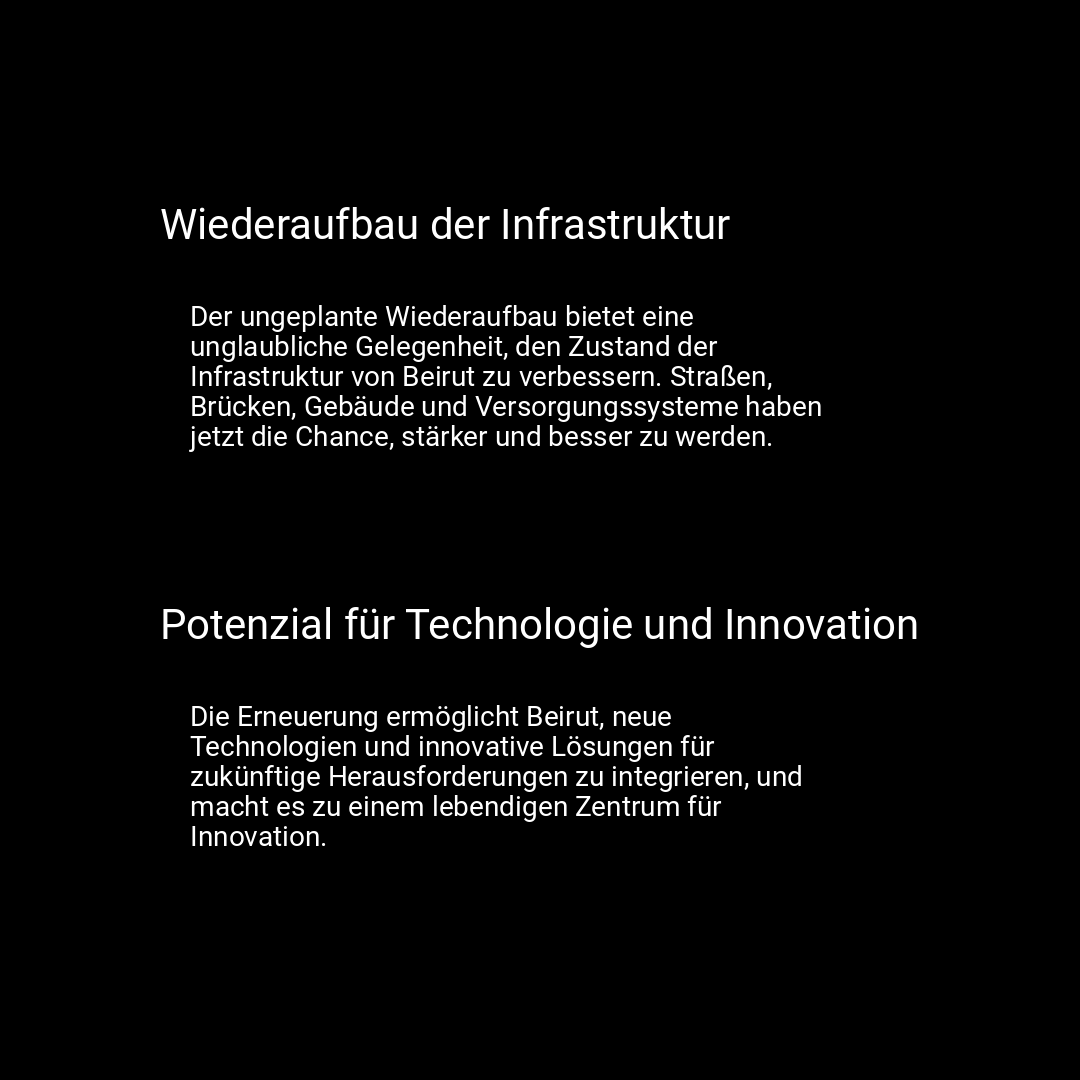 Wiederaufbau der Infrastruktur
Der ungeplante Wiederaufbau bietet eine
unglaubliche Gelegenheit, den Zustand der
Infrastruktur von Beirut zu verbessern. Straßen,
Brücken, Gebäude und Versorgungssysteme haben
jetzt die Chance, stärker und besser zu werden.
Potenzial für Technologie und Innovation
Die Erneuerung ermöglicht Beirut, neue
Technologien und innovative Lösungen für
zukünftige Herausforderungen zu integrieren, und
macht es zu einem lebendigen Zentrum für
Innovation.